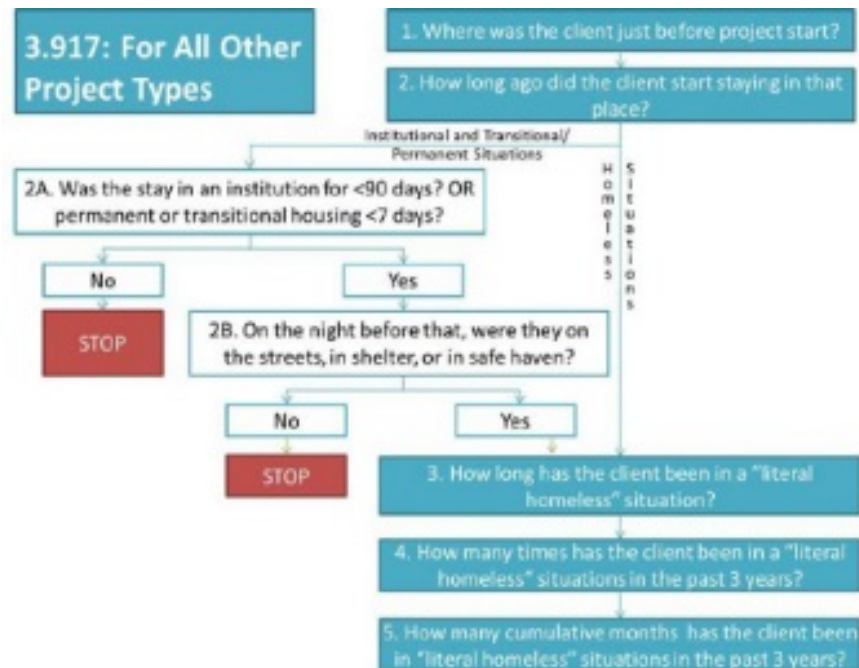 3.917: For All Other
Project Types
1. Where was the client just before project start?
2. How long ago did the client start staying in that
place?
Institutional and Transitional/
Permanent Situations
Homeless
Situations
2A. Was the stay in an institution for <90 days? OR
permanent or transitional housing <7 days?
No
Yes
STOP
2B. On the night before that, were they on
the streets, in shelter, or in safe haven?
No
Yes
STOP
3. How long has the client been in a "literal
homeless" situation?
4. How many times has the client been in a "literal
homeless" situations in the past 3 years?
5. How many cumulative months has the client been
in "literal homeless" situations in the past 3 years?